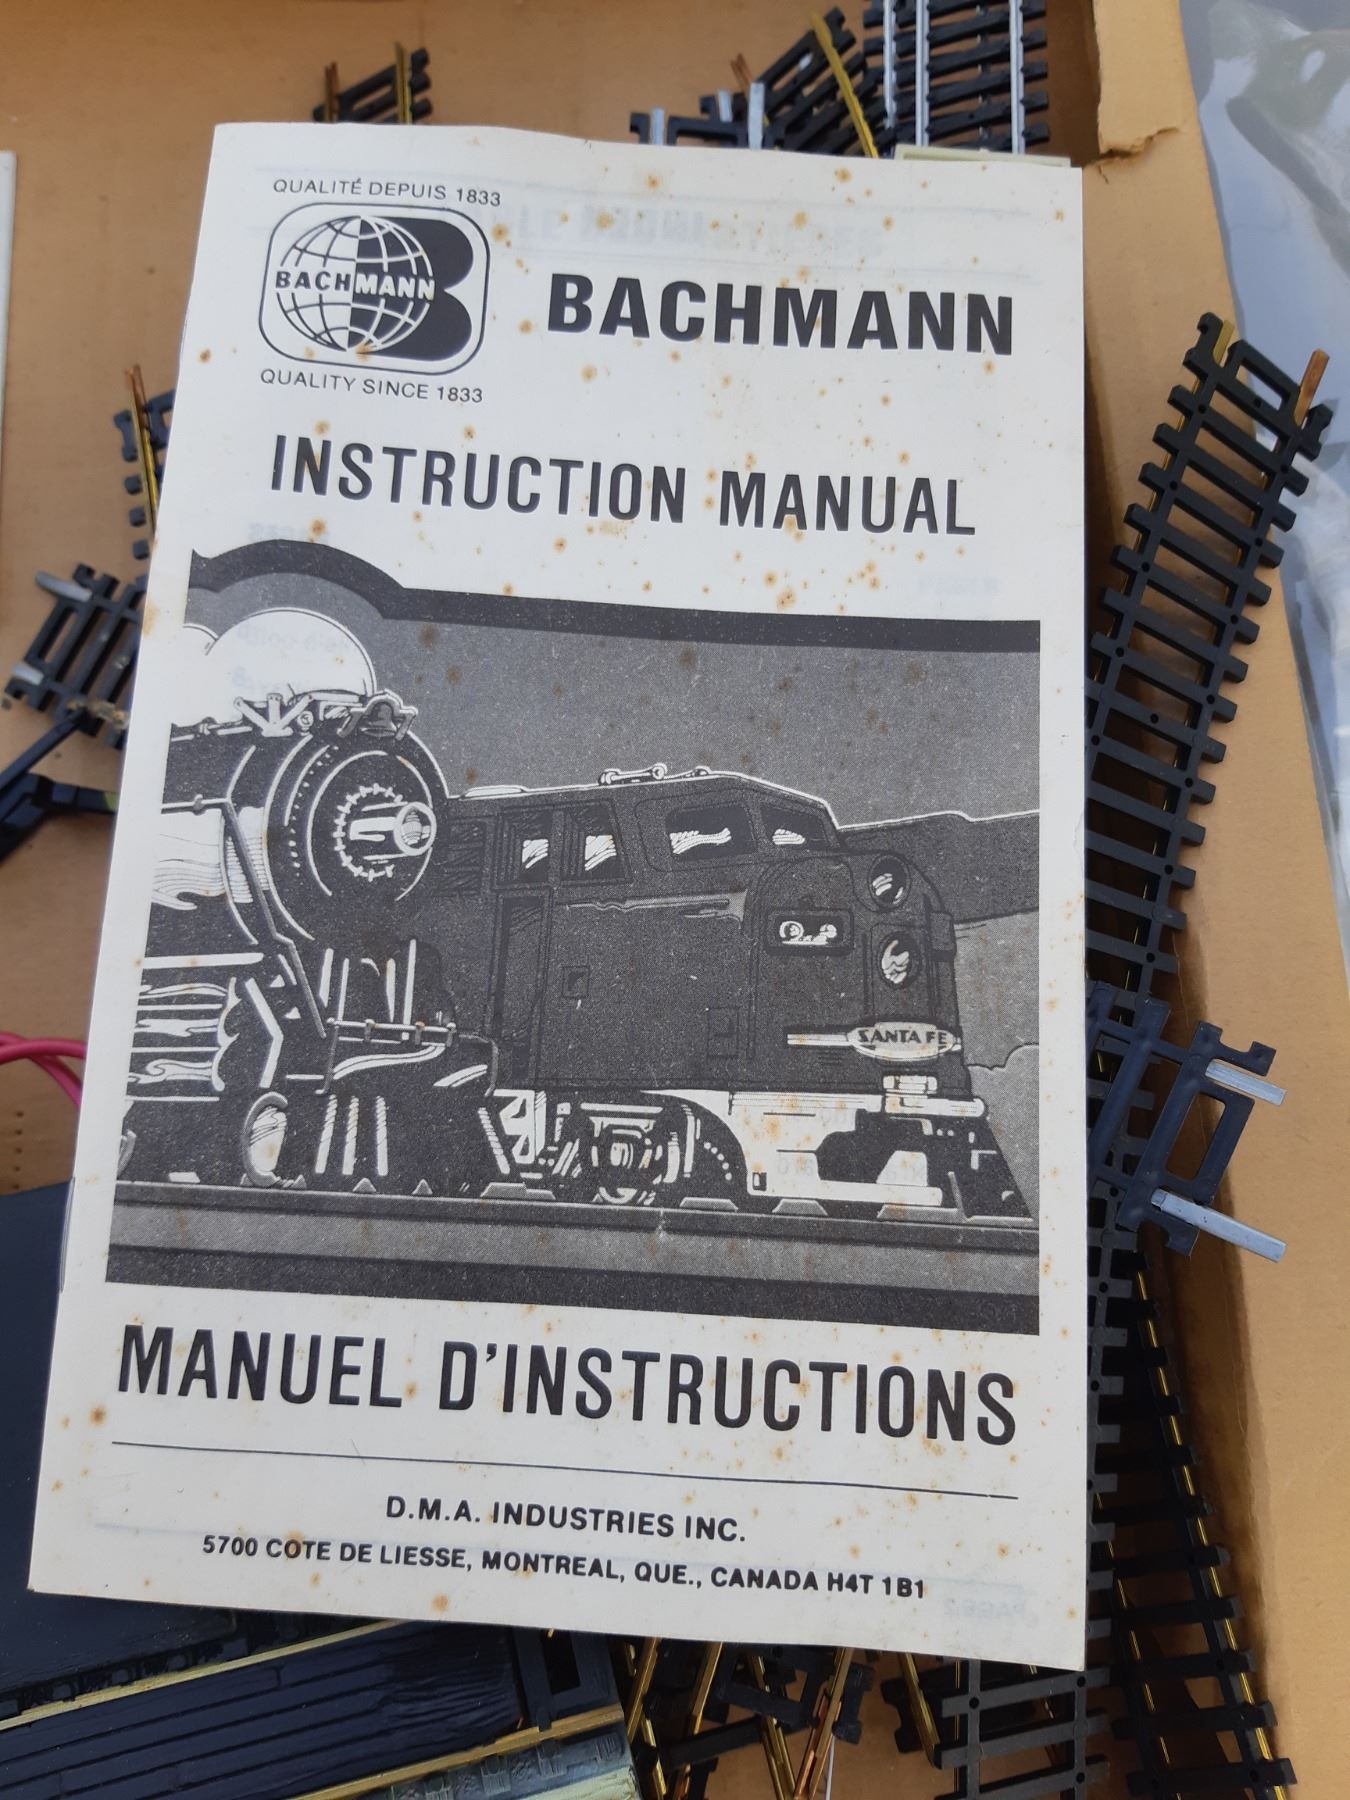 QUALITÉ DEPUIS 1833
BACHMANN
QUALITY SINCE 1833
BACHMANN
INSTRUCTION MANUAL
SANTA FE
MANUEL D'INSTRUCTIONS
D.M.A. INDUSTRIES INC.
5700 COTE DE LIESSE, MONTREAL, QUE., CANADA H4T 1B1